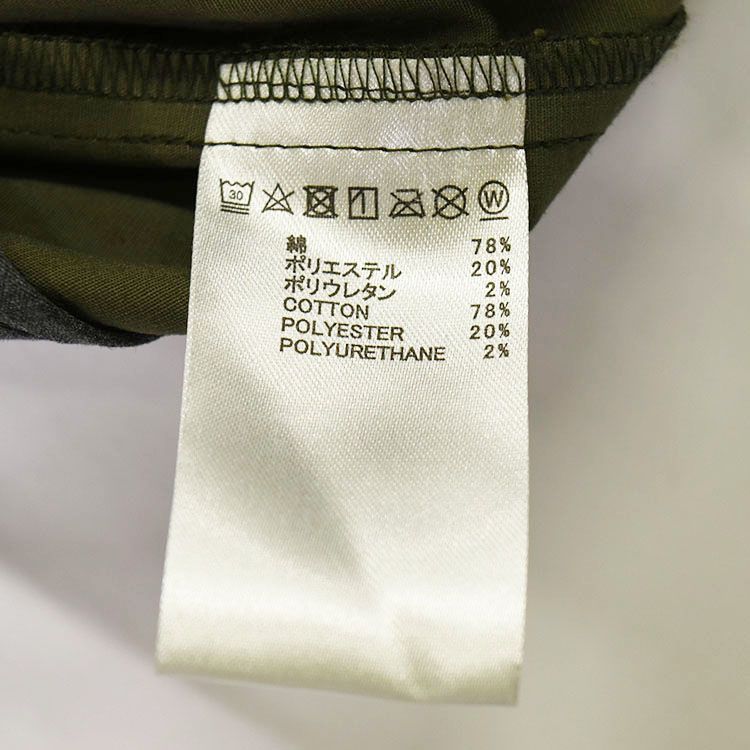 30 W
綿 78%
ポリエステル 20%
ポリウレタン 2%
COTTON 78%
POLYESTER 20%
POLYURETHANE 2%